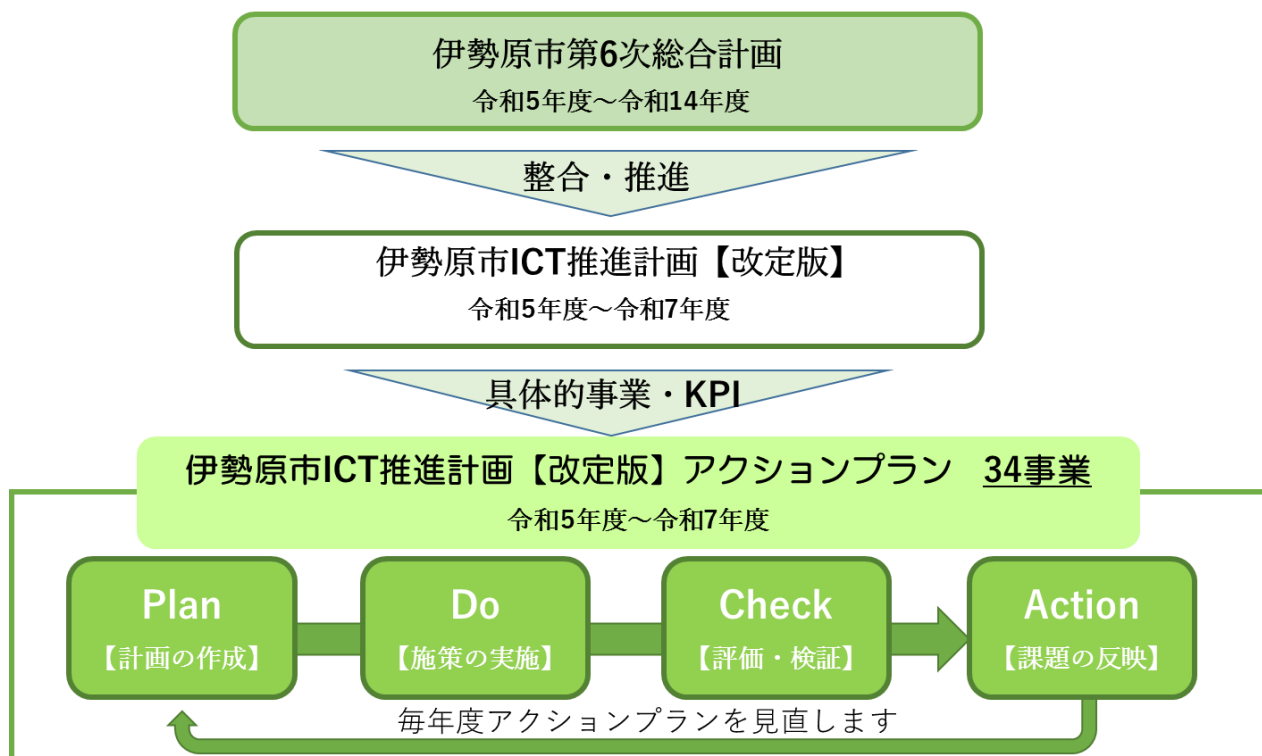 伊勢原市第6次総合計画
令和5年度～令和14年度
整合・推進
伊勢原市ICT推進計画【改定版】
令和5年度～令和7年度
具体的事業・KPI
伊勢原市ICT推進計画【改定版】アクションプラン　34事業
令和5年度～令和7年度
Plan
【計画の作成】
Do
【施策の実施】
Check
【評価・検証】
Action
【課題の反映】
毎年度アクションプランを見直します